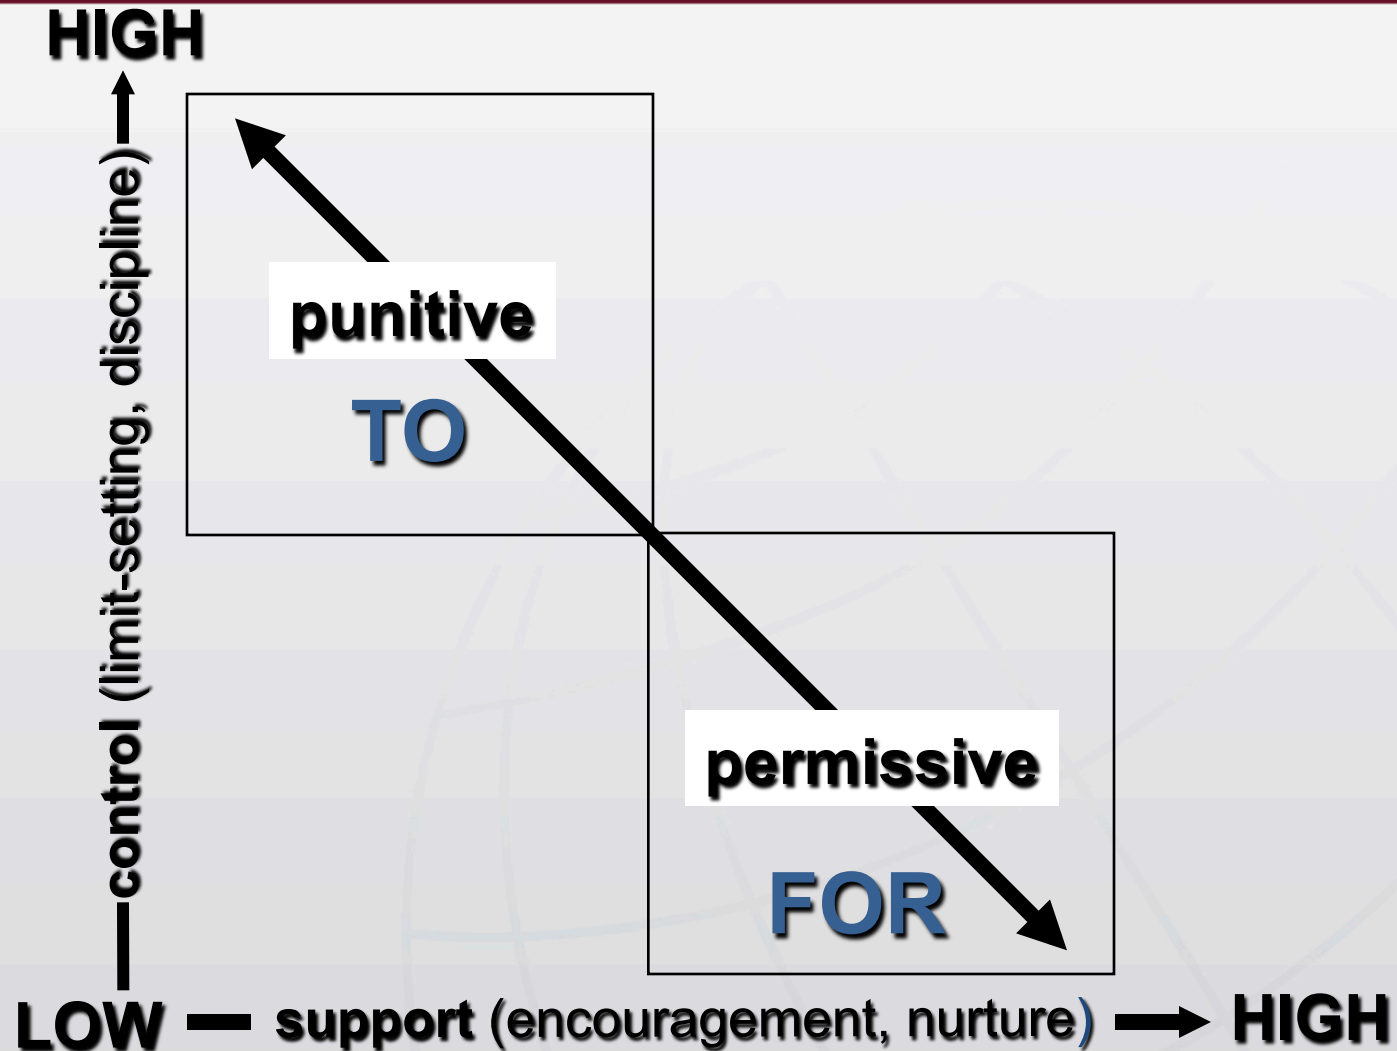 HIGH
control (limit-setting, discipline)
punitive
TO
permissive
FOR
LOW
support (encouragement, nurture)
HIGH